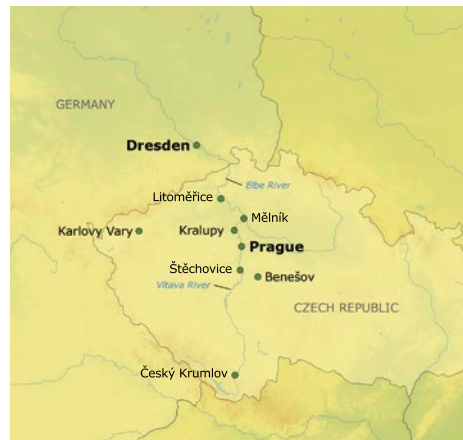 GERMANY
Dresden
Elbe River
Litoměřice
Mělník
Karlovy Vary
Kralupy
Prague
Štěchovice
Benešov
Vltava River
CZECH REPUBLIC
Český Krumlov